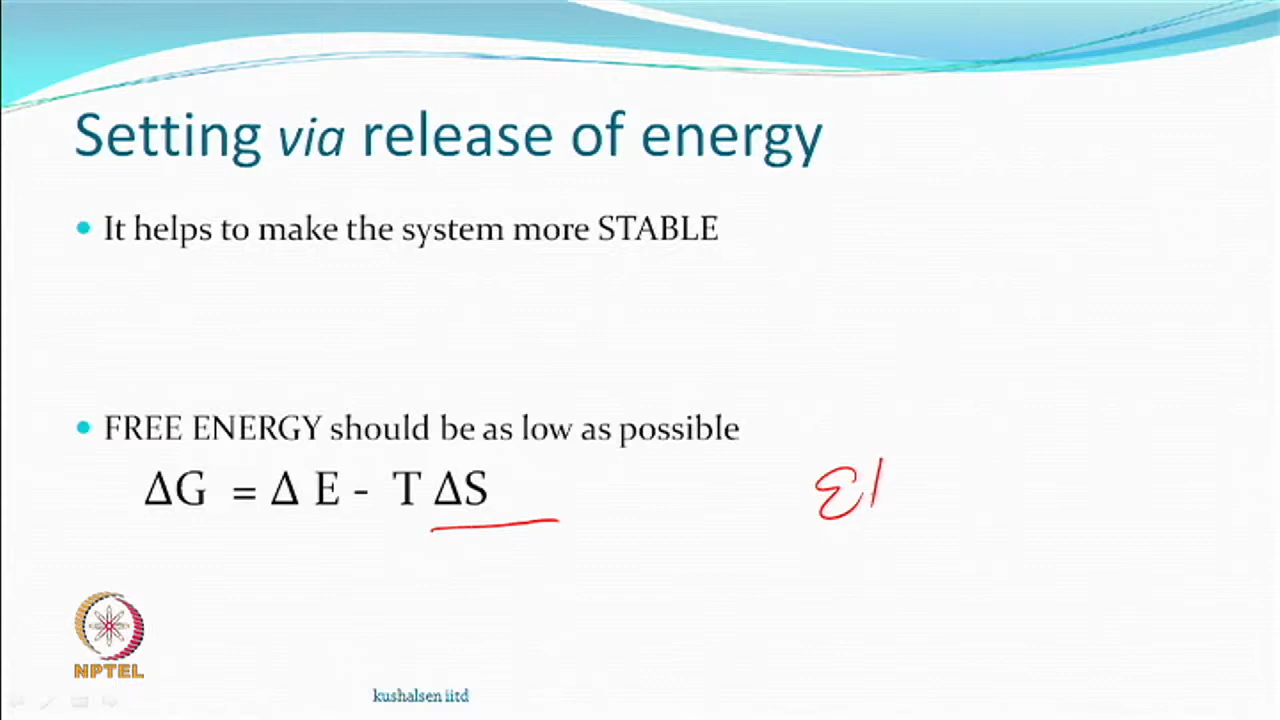 Setting via release of energy
It helps to make the system more STABLE
FREE ENERGY should be as low as possible
ΔG = Δ E - T ΔS
NPTEL
kushalsen iitd